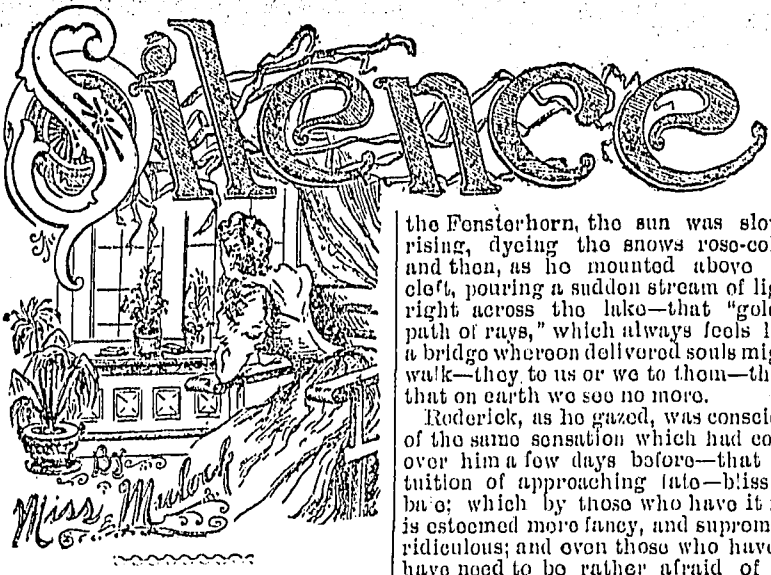 Silence
by
Miss Mulock
the Fensterhorn, the sun was slo
rising, dyeing the snows rose-co
and then, as he mounted above
cleft, pouring a sudden stream of lig
right across the lake—that "gol
path of rays," which always feels l
a bridge whereon delivered souls mig
walk—they to us or we to them—th
that on earth we see no more.
Roderick, as he gazed, was consci
of the same sensation which had co
over him a few days before—that
tuition of approaching fate—bliss
ba e; which by those who have it
is esteemed mere fancy, and suprem
ridiculous; and even those who have
have need to be rather afraid of